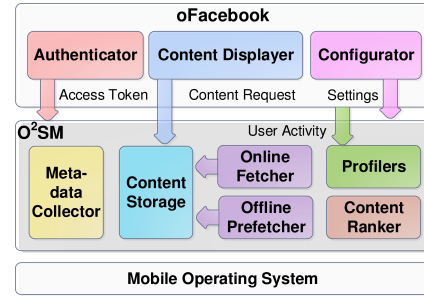 oFacebook
Authenticator
Content Displayer
Configurator
Access Token
Content Request
Settings
O²SM
User Activity
Meta-
data
Collector
Content
Storage
Online
Fetcher
Offline
Prefetcher
Profilers
Content
Ranker
Mobile Operating System